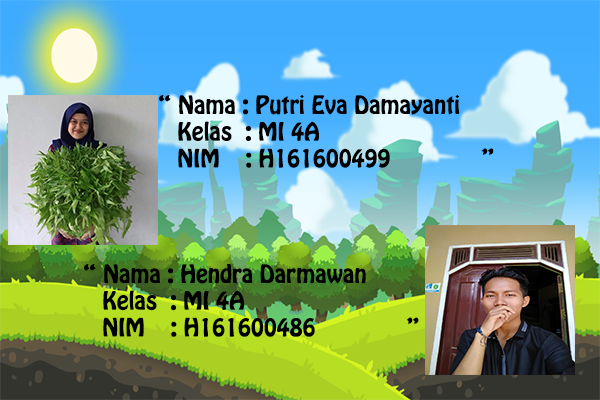 “ Nama : Putri Eva Damayanti
Kelas : MI 4A
NIM : H161600499 ”
“ Nama : Hendra Darmawan
Kelas : MI 4A
NIM : H161600486 ”